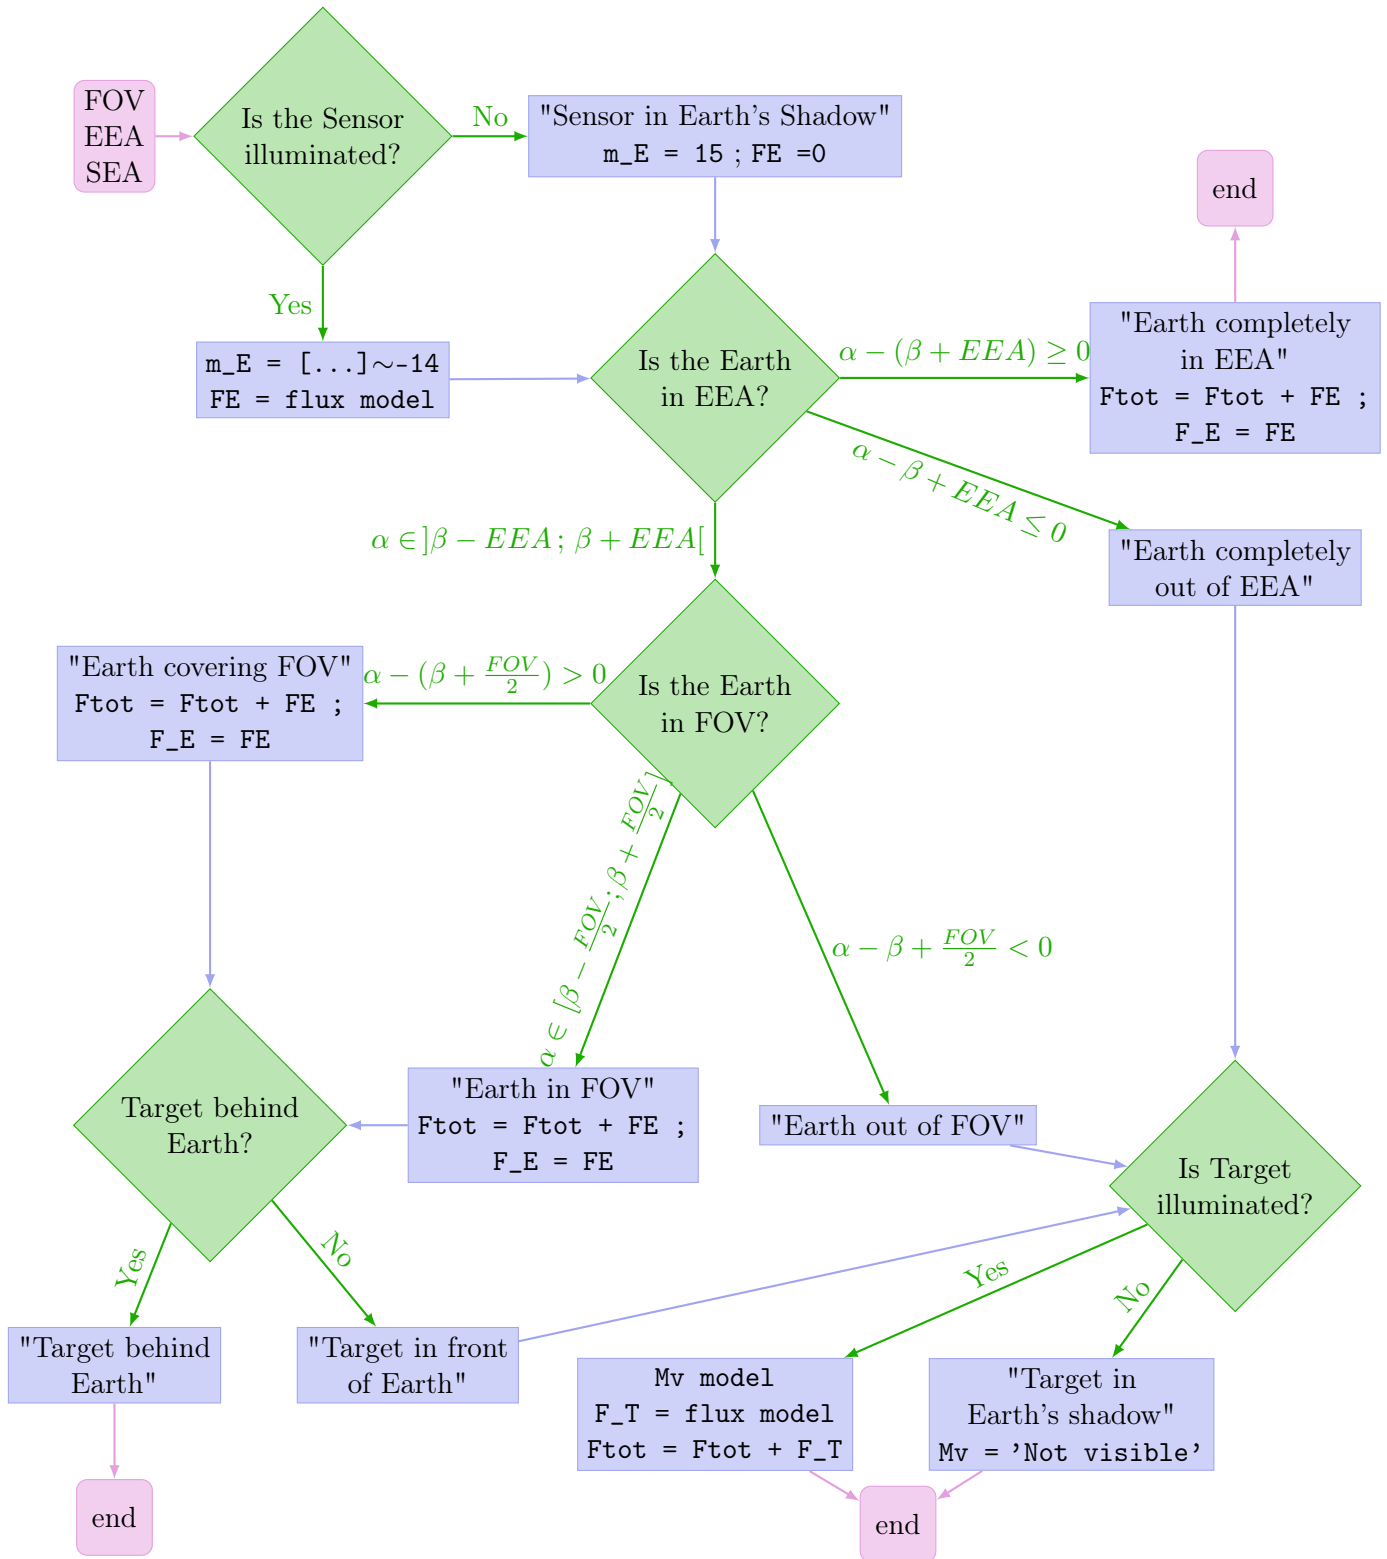 FOV
EEA
SEA
Is the Sensor
illuminated?
No
"Sensor in Earth's Shadow"
m_E = 15 ; FE =0
end
Yes
m_E = [...]∼-14
FE = flux model
Is the Earth
in EEA?
α − (β + EEA) ≥ 0
"Earth completely
in EEA"
Ftot = Ftot + FE ;
F_E = FE
α − β + EEA ≤ 0
α ∈ ]β − EEA ; β + EEA[
"Earth completely
out of EEA"
"Earth covering FOV"
Ftot = Ftot + FE ;
F_E = FE
α − (β + FOV/2) > 0
Is the Earth
in FOV?
α ∈ [β − FOV/2 ; β + FOV/2]
α − β + FOV/2 < 0
Target behind
Earth?
"Earth in FOV"
Ftot = Ftot + FE ;
F_E = FE
"Earth out of FOV"
Is Target
illuminated?
Yes
No
Yes
No
"Target behind
Earth"
"Target in front
of Earth"
Mv model
F_T = flux model
Ftot = Ftot + F_T
"Target in
Earth's shadow"
Mv = 'Not visible'
end
end